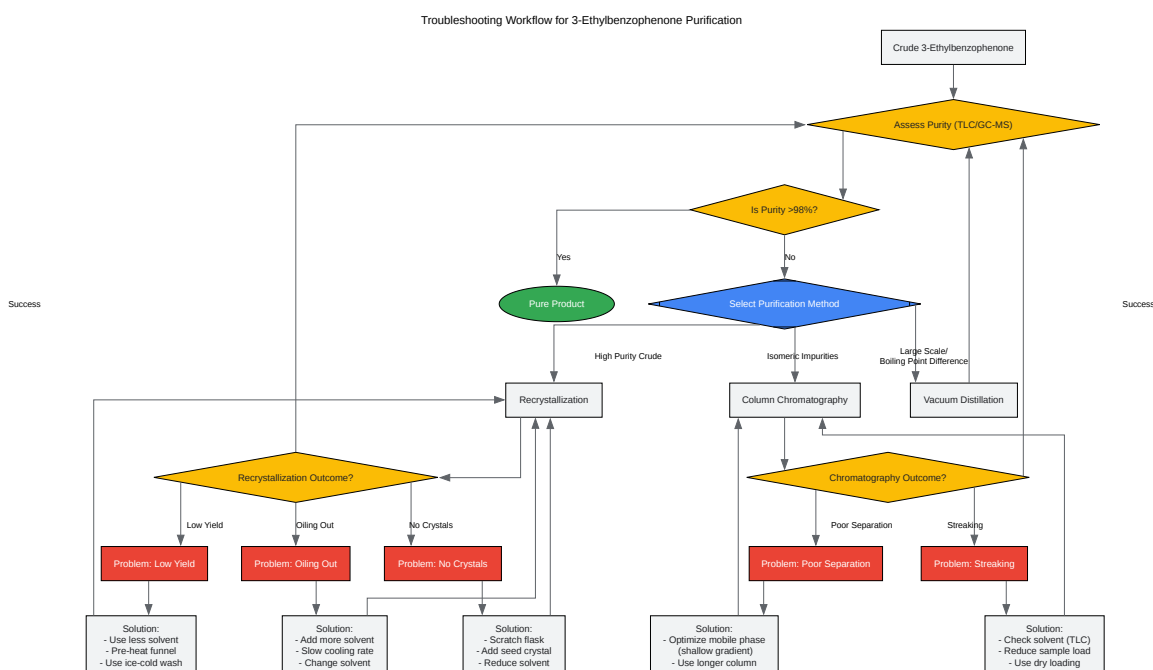 Troubleshooting Workflow for 3-Ethylbenzophenone Purification
Crude 3-Ethylbenzophenone
Assess Purity (TLC/GC-MS)
Is Purity >98%?
Yes
No
Success
Pure Product
Select Purification Method
Success
High Purity Crude
Isomeric Impurities
Large Scale/
Boiling Point Difference
Recrystallization
Column Chromatography
Vacuum Distillation
Recrystallization Outcome?
Chromatography Outcome?
Low Yield
Oiling Out
No Crystals
Poor Separation
Streaking
Problem: Low Yield
Problem: Oiling Out
Problem: No Crystals
Problem: Poor Separation
Problem: Streaking
Solution:
- Use less solvent
- Pre-heat funnel
- Use ice-cold wash
Solution:
- Add more solvent
- Slow cooling rate
- Change solvent
Solution:
- Scratch flask
- Add seed crystal
- Reduce solvent
Solution:
- Optimize mobile phase
(shallow gradient)
- Use longer column
Solution:
- Check solvent (TLC)
- Reduce sample load
- Use dry loading